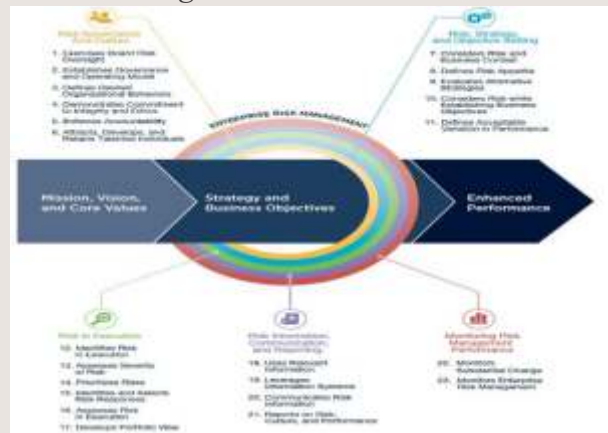 Risk Governance
and Culture
1. Exercises Board Risk
Oversight
2. Establishes Governance
and Operating Model
3. Defines Desired
Organizational Behaviors
4. Demonstrates Commitment
to Integrity and Ethics
5. Enforces Accountability
6. Attracts, Develops, and
Retains Talented Individuals
Risk, Strategy,
and Objective-Setting
7. Considers Risk and
Business Context
8. Defines Risk Appetite
9. Evaluates Alternative
Strategies
10. Considers Risk while
Establishing Business
Objectives
11. Defines Acceptable
Variation in Performance
ENTERPRISE RISK MANAGEMENT
Mission, Vision,
and Core Values
Strategy and
Business Objectives
Enhanced
Performance
Risk in Execution
12. Identifies Risk
in Execution
13. Assesses Severity
of Risk
14. Prioritizes Risks
15. Identifies and Selects
Risk Responses
16. Assesses Risk
in Execution
17. Develops Portfolio View
Risk Information,
Communication,
and Reporting
18. Uses Relevant
Information
19. Leverages
Information Systems
20. Communicates Risk
Information
21. Reports on Risk,
Culture, and Performance
Monitoring Risk
Management
Performance
22. Monitors
Substantial Change
23. Monitors Enterprise
Risk Management